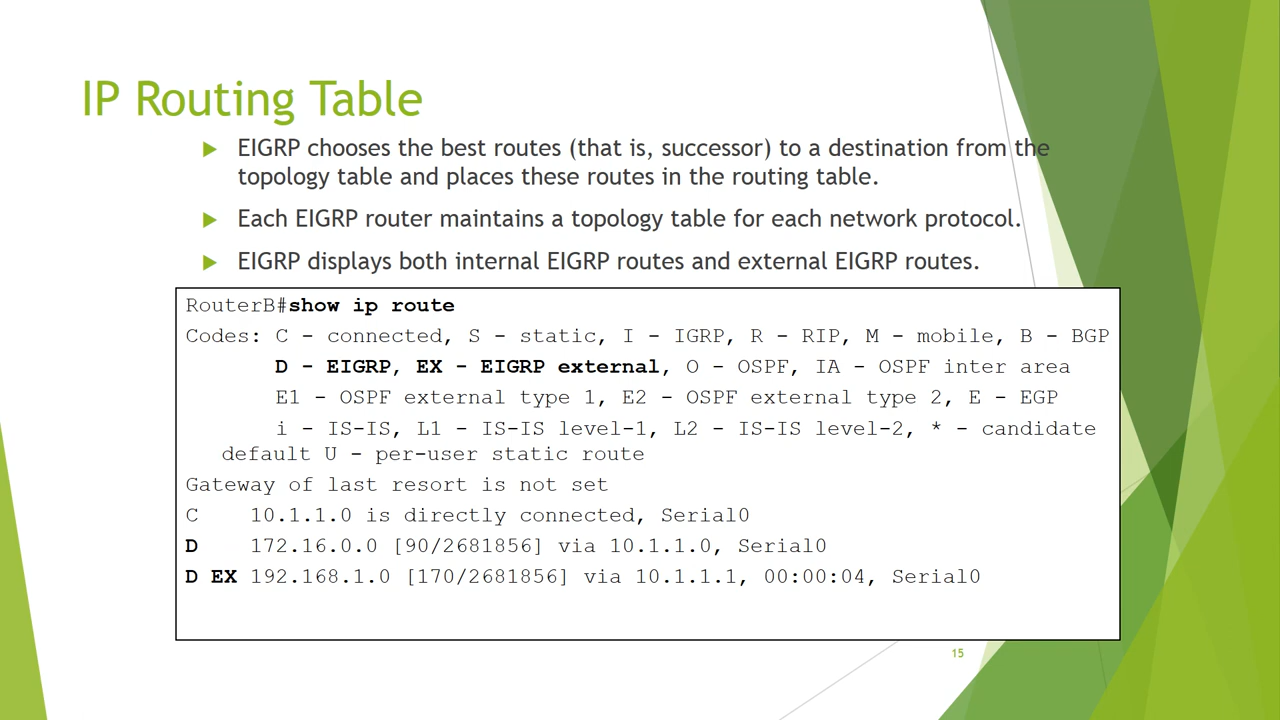 IP Routing Table
EIGRP chooses the best routes (that is, successor) to a destination from the
topology table and places these routes in the routing table.
Each EIGRP router maintains a topology table for each network protocol.
EIGRP displays both internal EIGRP routes and external EIGRP routes.
RouterB#show ip route
Codes: C - connected, S - static, I - IGRP, R - RIP, M - mobile, B - BGP
D - EIGRP, EX - EIGRP external, O - OSPF, IA - OSPF inter area
E1 - OSPF external type 1, E2 - OSPF external type 2, E - EGP
i - IS-IS, L1 - IS-IS level-1, L2 - IS-IS level-2, * - candidate
default U - per-user static route
Gateway of last resort is not set
C 10.1.1.0 is directly connected, Serial0
D 172.16.0.0 [90/2681856] via 10.1.1.0, Serial0
D EX 192.168.1.0 [170/2681856] via 10.1.1.1, 00:00:04, Serial0
15